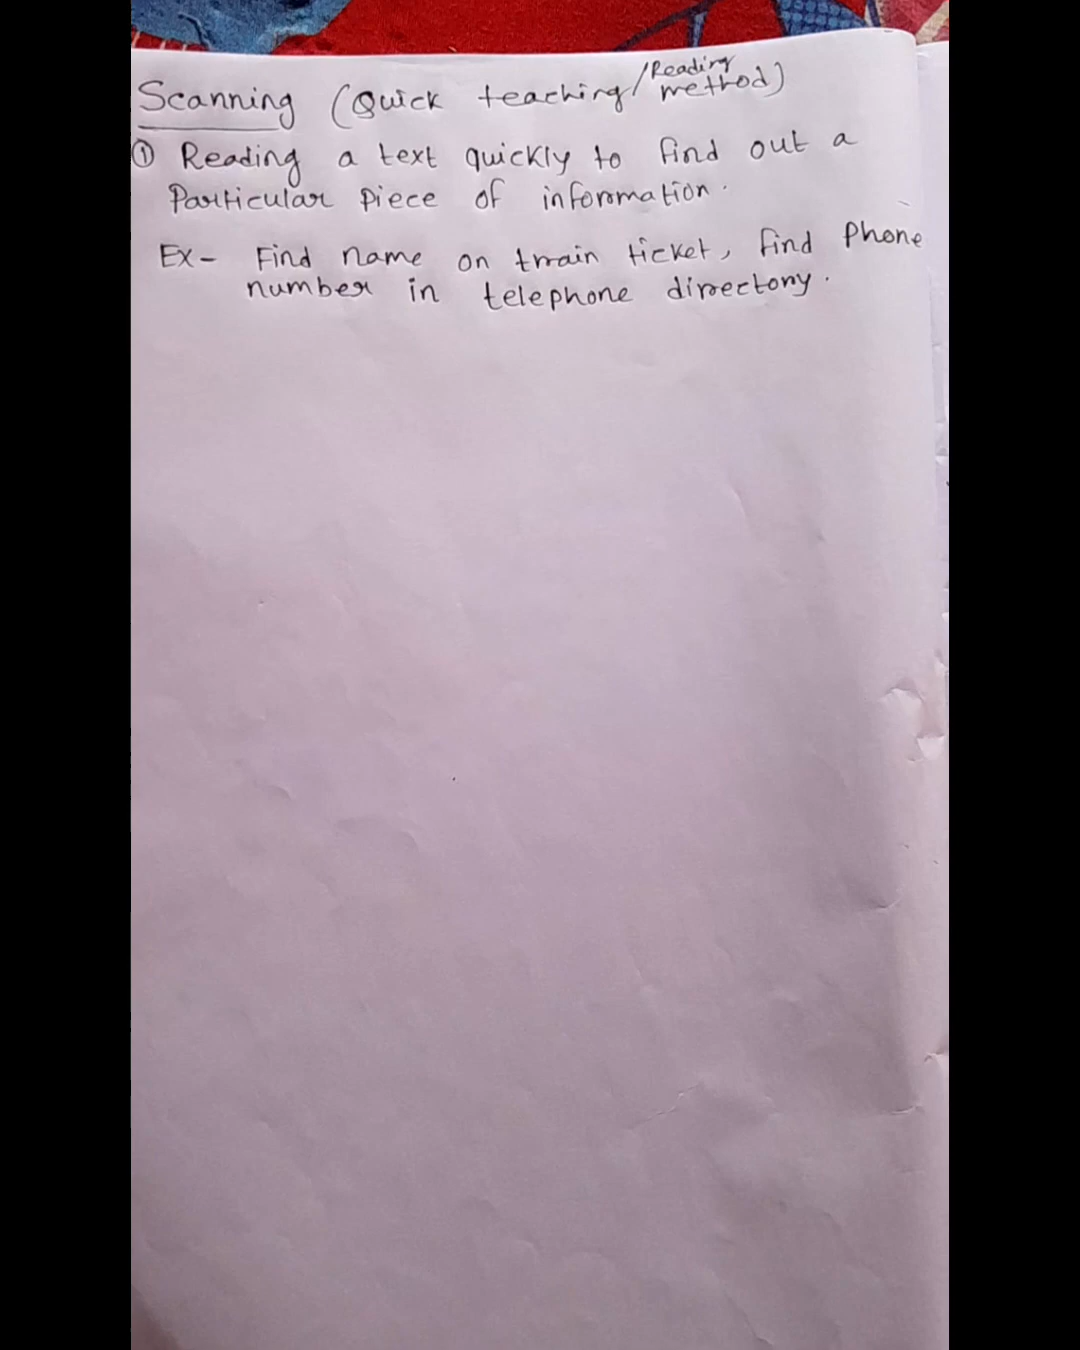 Scanning (Quick teaching/Reading method)
① Reading a text quickly to find out a
Particular Piece of information.
Ex- Find name on train ticket, find Phone
number in telephone directory.